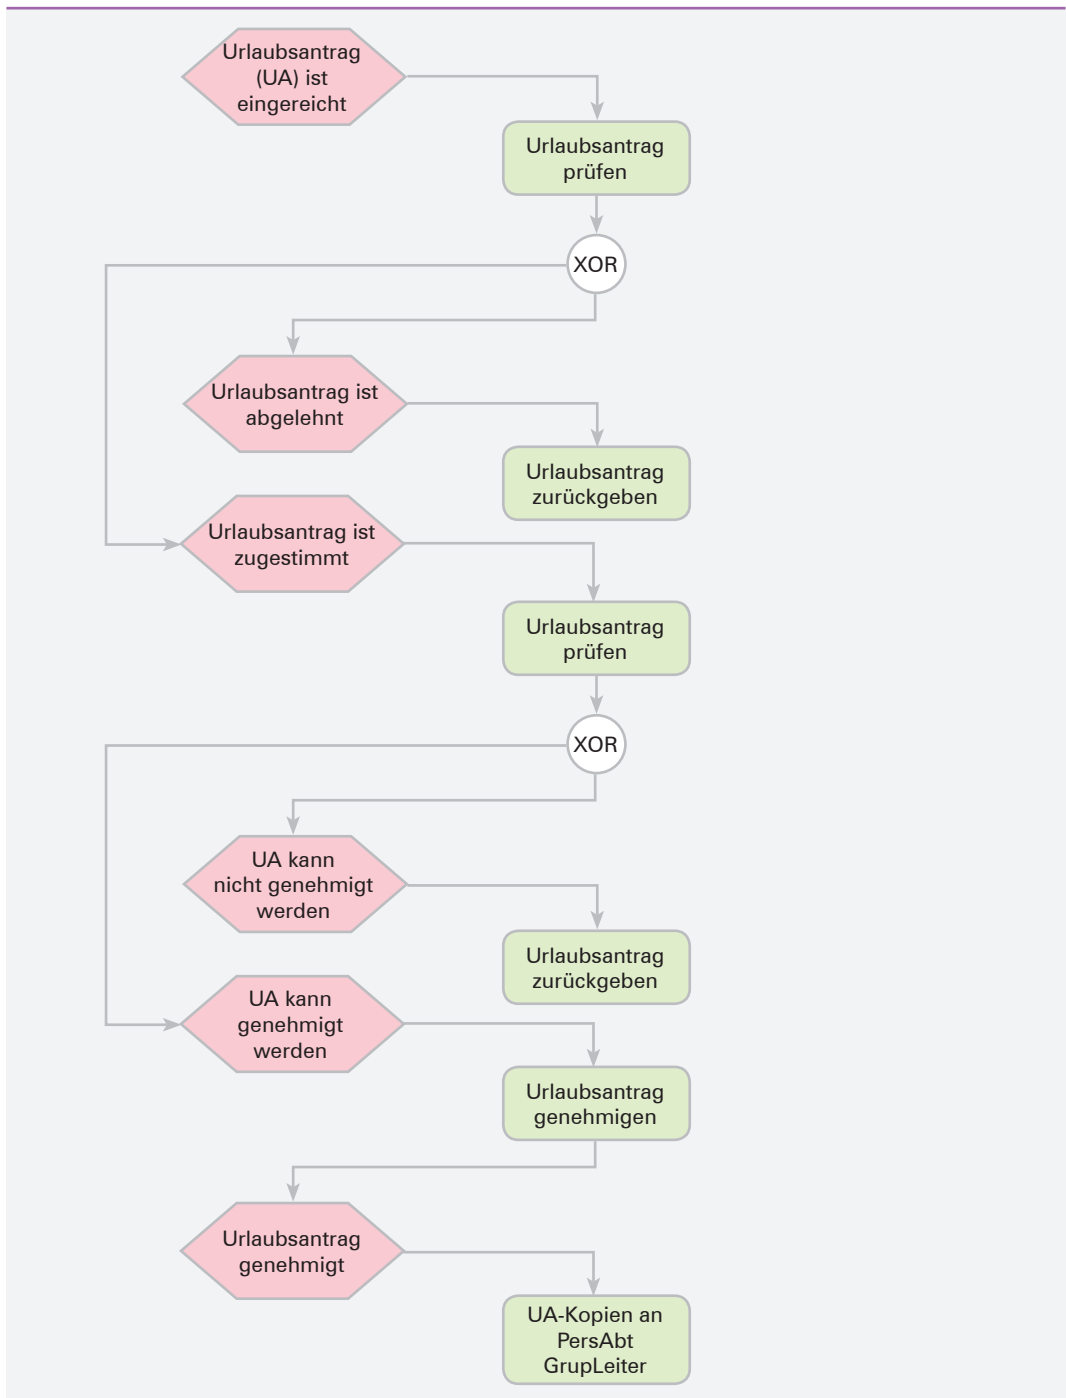 Urlaubsantrag
(UA) ist
eingereicht
Urlaubsantrag
prüfen
XOR
Urlaubsantrag ist
abgelehnt
Urlaubsantrag
zurückgeben
Urlaubsantrag ist
zugestimmt
Urlaubsantrag
prüfen
XOR
UA kann
nicht genehmigt
werden
Urlaubsantrag
zurückgeben
UA kann
genehmigt
werden
Urlaubsantrag
genehmigen
Urlaubsantrag
genehmigt
UA-Kopien an
PersAbt
GrupLeiter